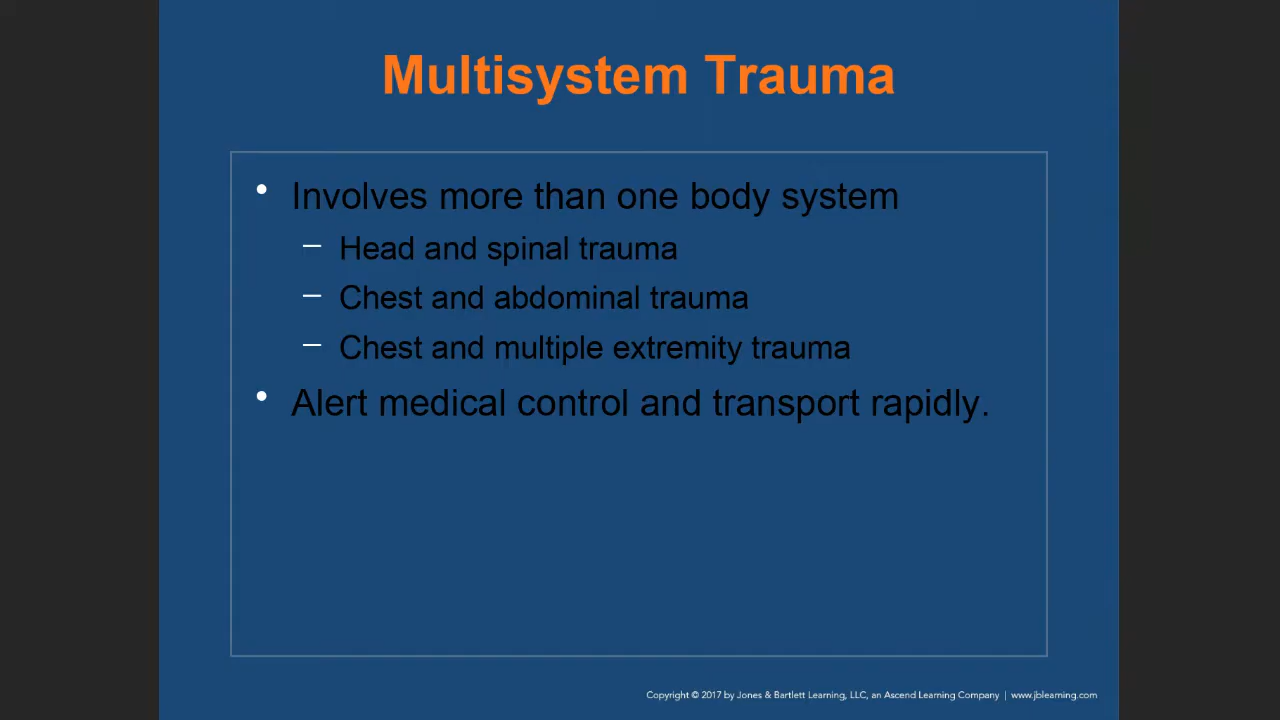 Multisystem Trauma
• Involves more than one body system
– Head and spinal trauma
– Chest and abdominal trauma
– Chest and multiple extremity trauma
• Alert medical control and transport rapidly.
Copyright © 2017 by Jones & Bartlett Learning, LLC, an Ascend Learning Company | www.jblearning.com